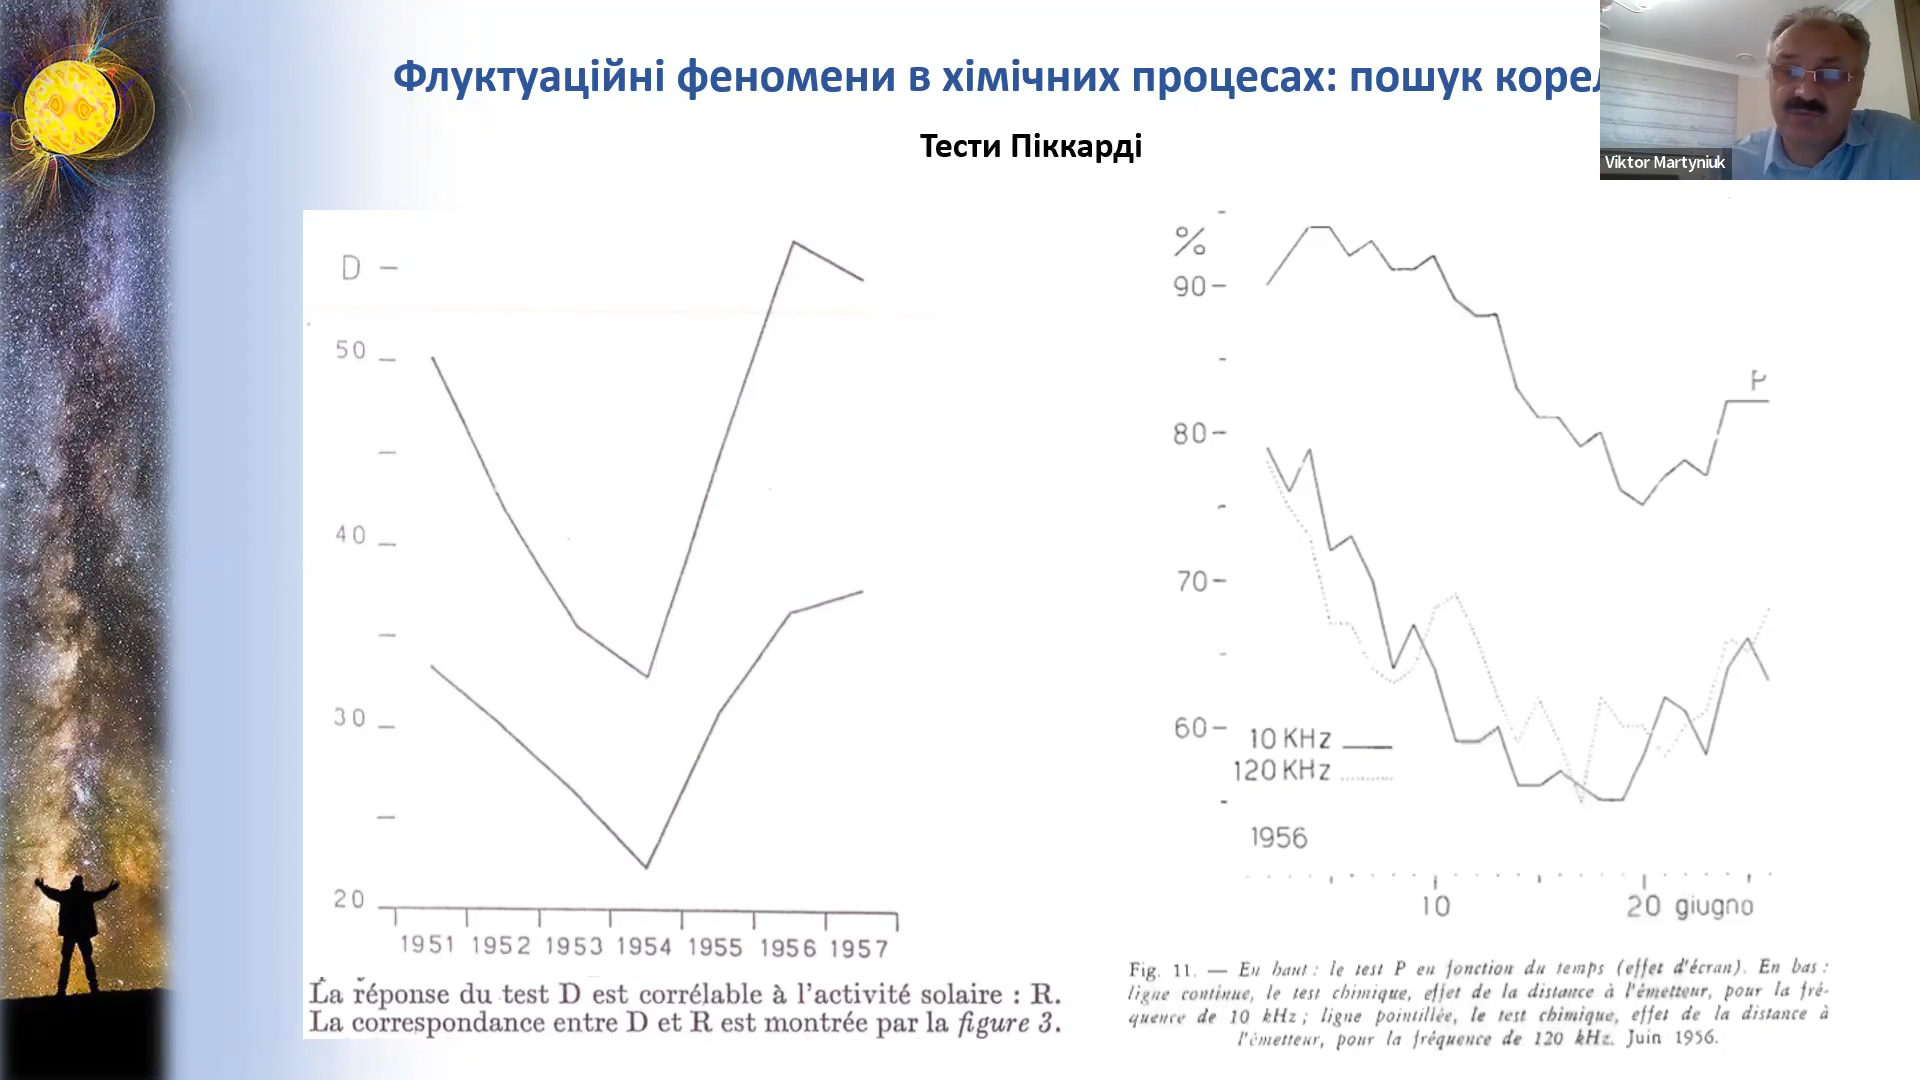 Флуктуаційні феномени в хімічних процесах: пошук
Тести Піккарді
Viktor Martyniuk
D
50
40
30
20
1951 1952 1953 1954 1955 1956 1957
La réponse du test D est corrélable à l'activité solaire : R.
La correspondance entre D et R est montrée par la figure 3.
%
90
P
80
70
60
10 KHz
120 KHz
1956
10 20 giugno
Fig. 11. — En haut : le test P en fonction du temps (effet d'écran). En bas :
ligne continue, le test chimique, effet de la distance à l'émetteur, pour la fré-
quence de 10 kHz ; ligne pointillée, le test chimique, effet de la distance à
l'émetteur, pour la fréquence de 120 kHz. Juin 1956.